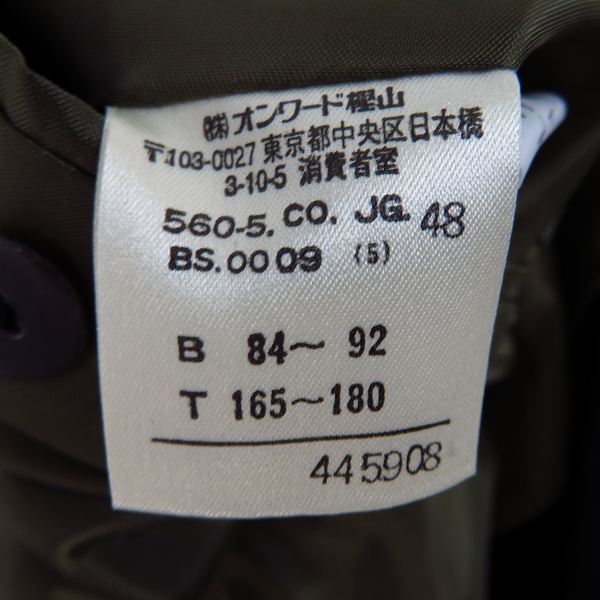 ㈱オンワード樫山
〒103-0027 東京都中央区日本橋
3-10-5 消費者室
560-5. CO. JG. 48
BS.0009 (5)
B 84～ 92
T 165～180
445908